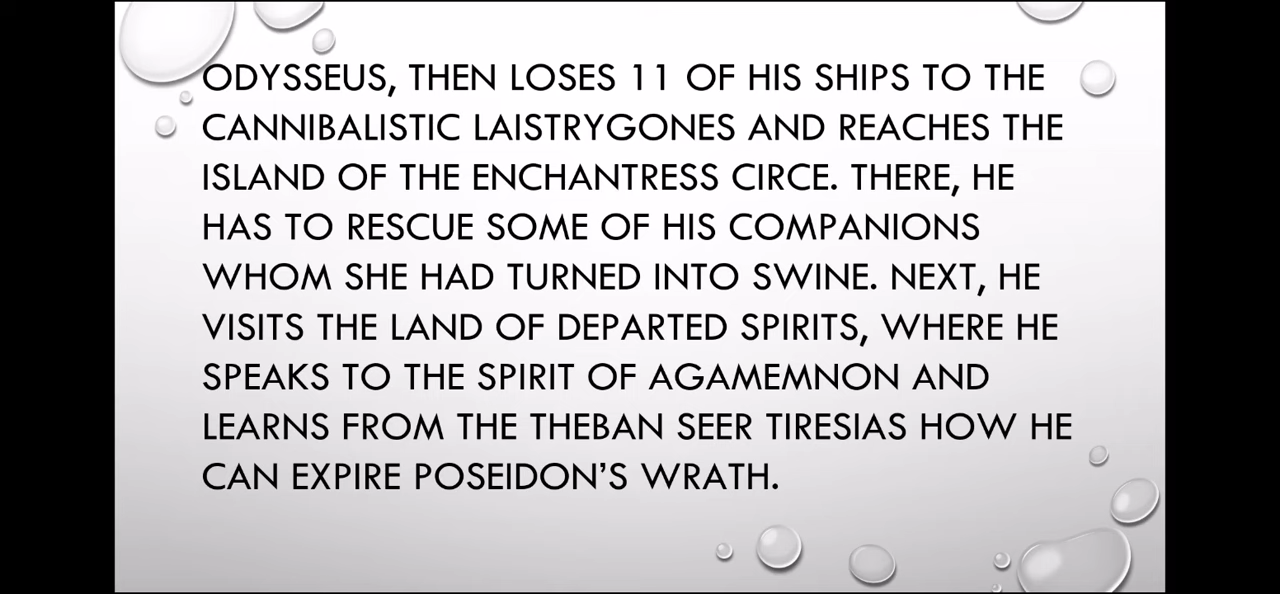 ODYSSEUS, THEN LOSES 11 OF HIS SHIPS TO THE
CANNIBALISTIC LAISTRYGONES AND REACHES THE
ISLAND OF THE ENCHANTRESS CIRCE. THERE, HE
HAS TO RESCUE SOME OF HIS COMPANIONS
WHOM SHE HAD TURNED INTO SWINE. NEXT, HE
VISITS THE LAND OF DEPARTED SPIRITS, WHERE HE
SPEAKS TO THE SPIRIT OF AGAMEMNON AND
LEARNS FROM THE THEBAN SEER TIRESIAS HOW HE
CAN EXPIRE POSEIDON’S WRATH.